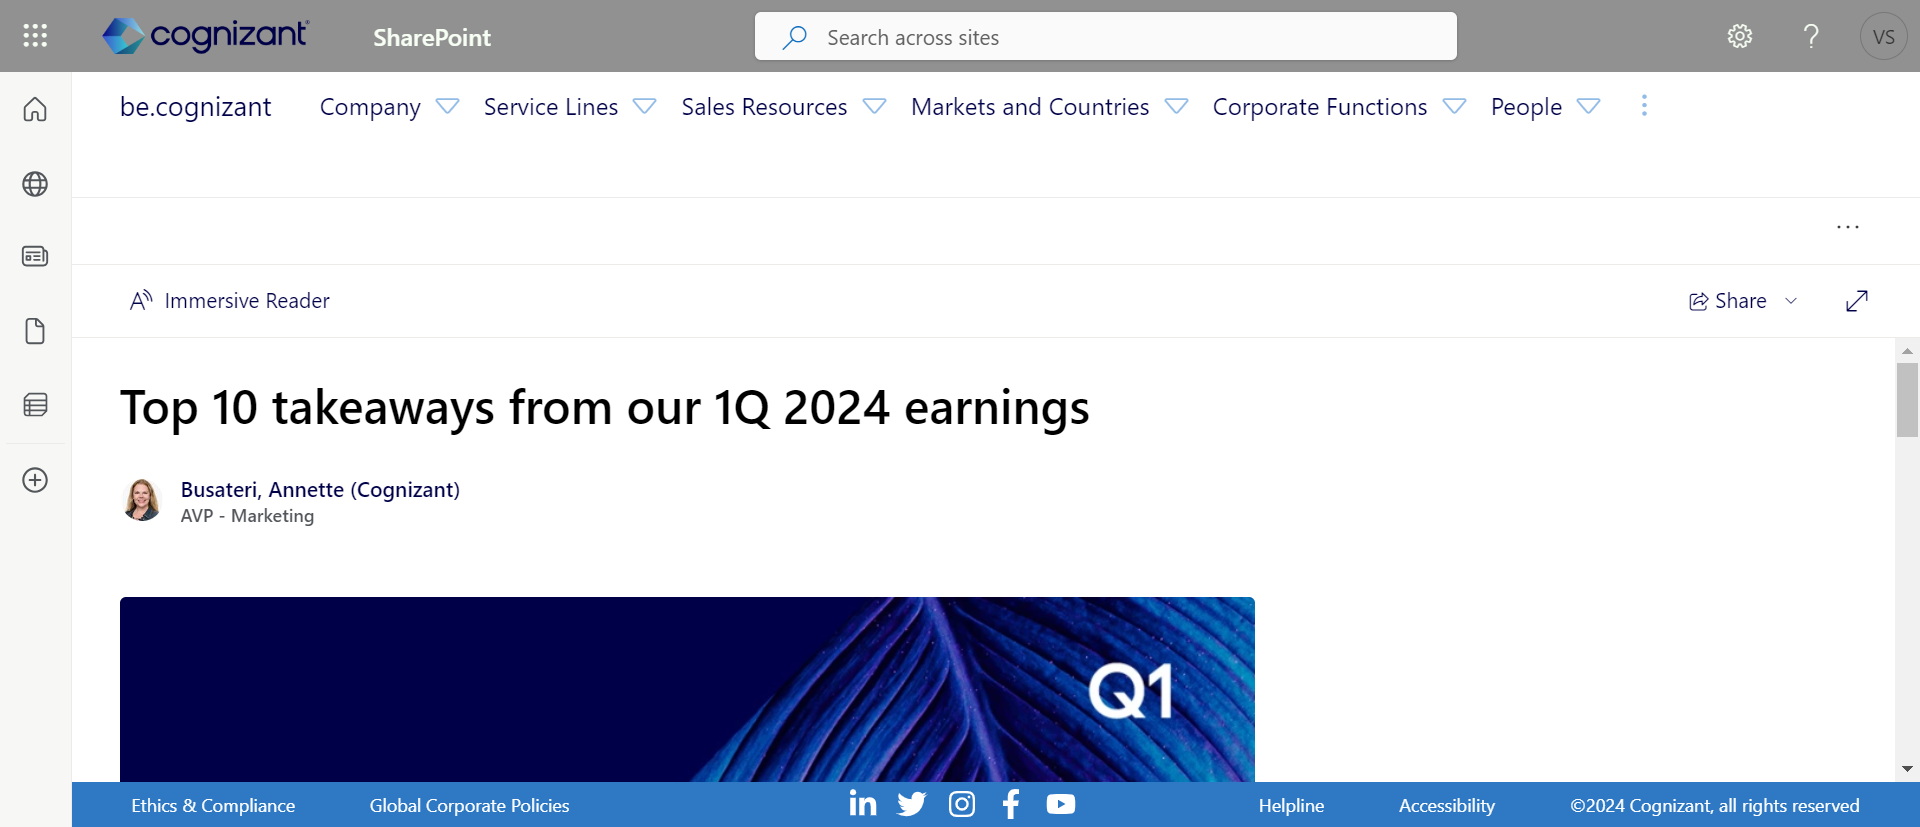 cognizant
SharePoint
Search across sites
VS
be.cognizant
Company
Service Lines
Sales Resources
Markets and Countries
Corporate Functions
People
Immersive Reader
Share
Top 10 takeaways from our 1Q 2024 earnings
Busateri, Annette (Cognizant)
AVP - Marketing
Q1
Ethics & Compliance
Global Corporate Policies
Helpline
Accessibility
©2024 Cognizant, all rights reserved